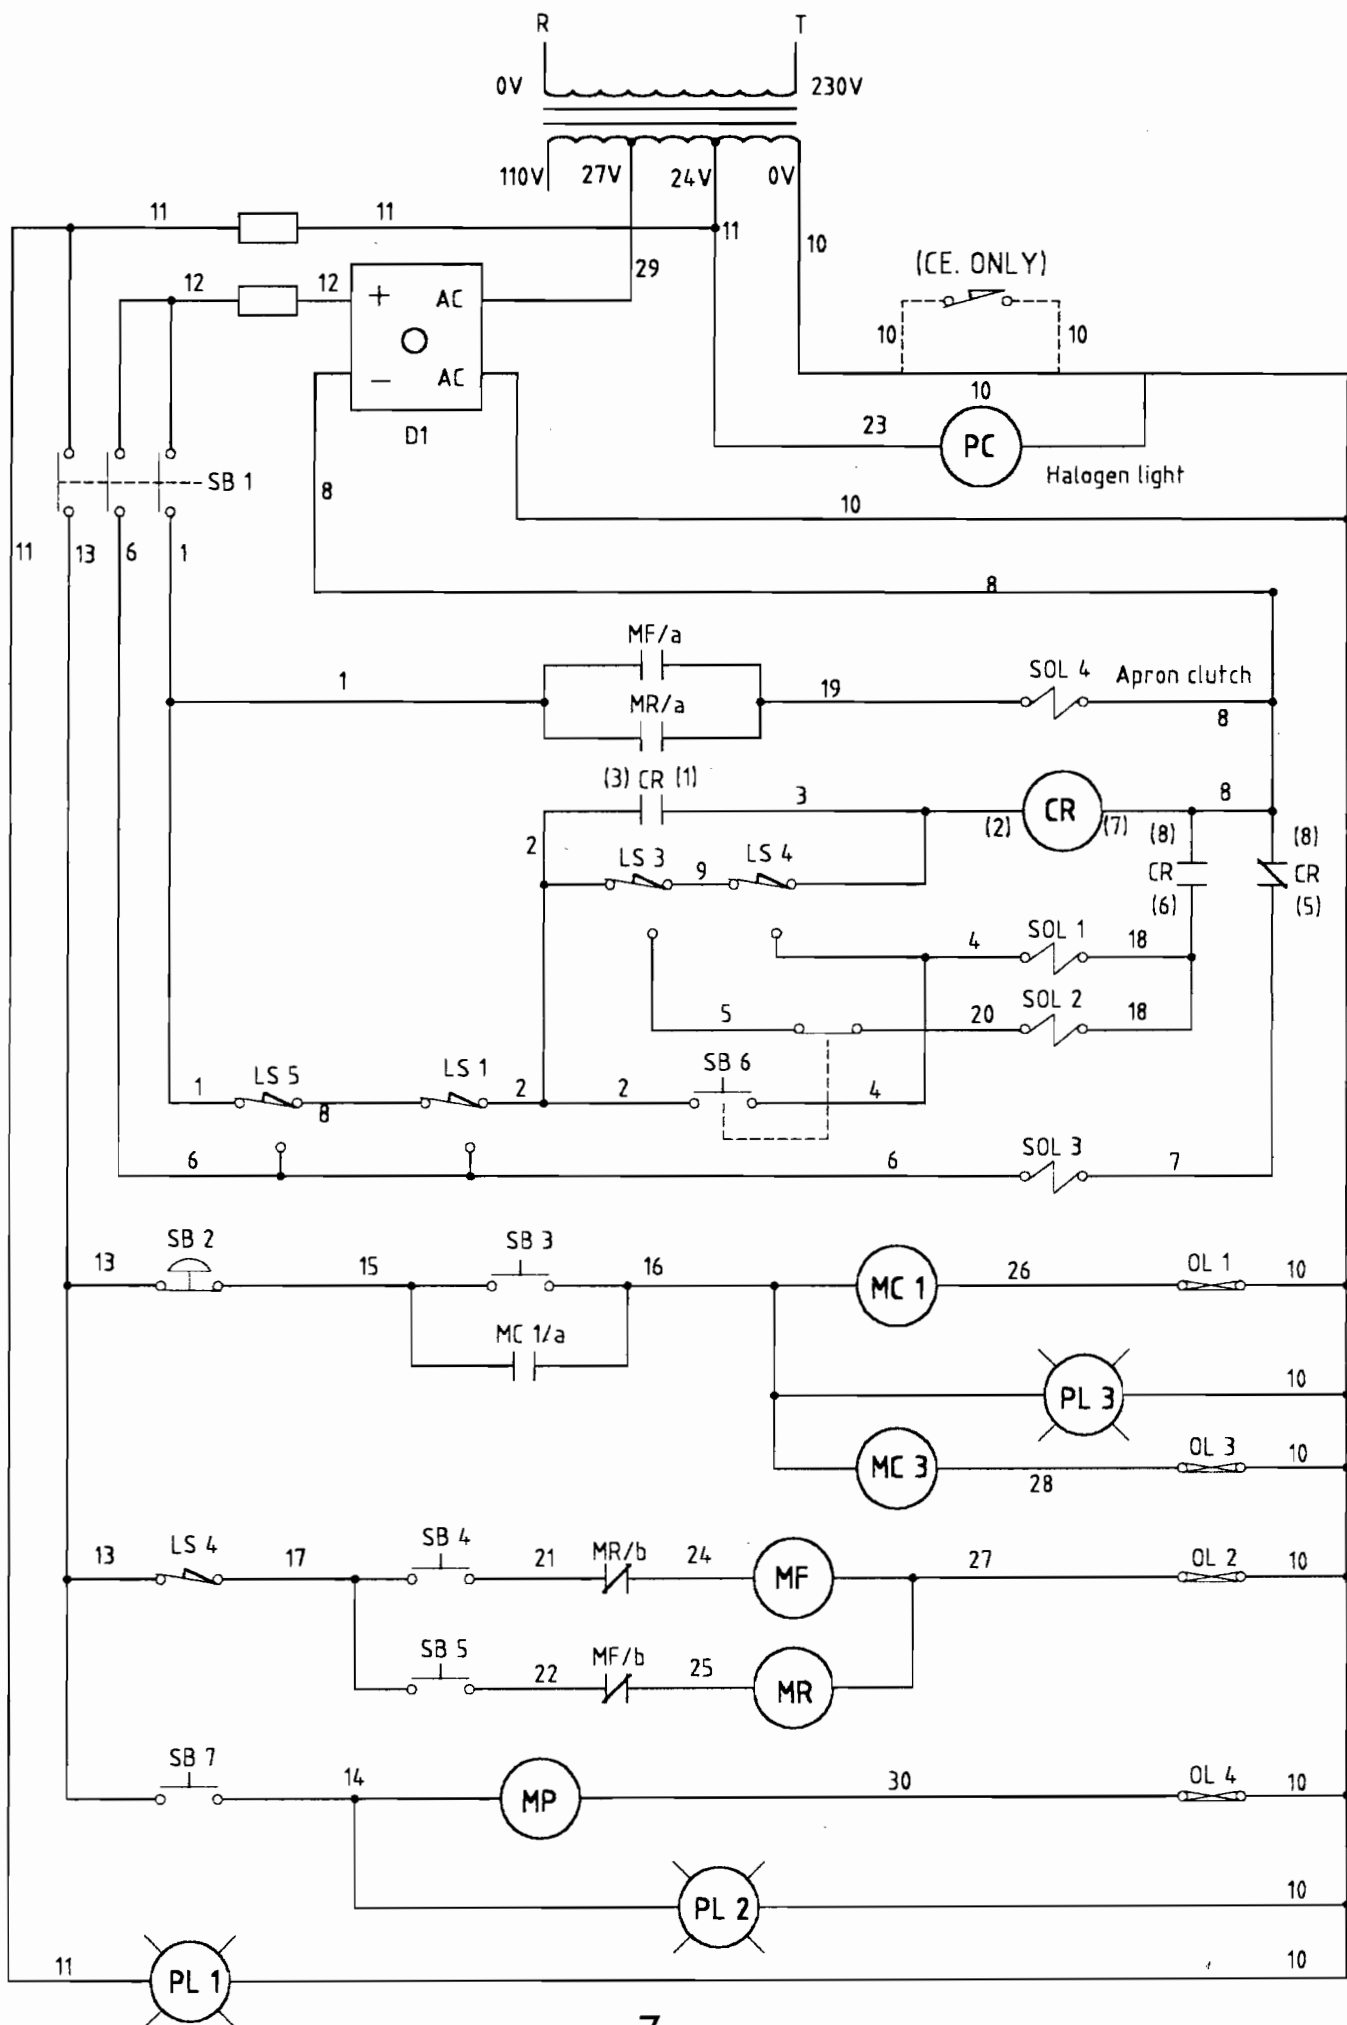 R T
0V 230V
110V 27V 24V 0V
11 11 11
10
(CE. ONLY)
29
12 12 + AC
10 10
- AC
10
D1
23 PC
Halogen light
SB 1
8
10
11 13 6 1
8
MF/a
1 19 SOL 4 Apron clutch
MR/a
8
(3) CR (1)
3 CR 8
2 (2) (7) (8) (8)
LS 3 9 LS 4
CR CR
(6) (5)
4 SOL 1 18
5 20 SOL 2 18
1 LS 5 8 LS 1 2 2 SB 6 4
6 6 SOL 3 7
13 SB 2 15 SB 3 16 MC 1 26 OL 1 10
MC 1/a
PL 3 10
MC 3 28 OL 3 10
13 LS 4 17 SB 4 21 MR/b 24 MF 27 OL 2 10
SB 5 22 MF/b 25 MR
SB 7 14 MP 30 OL 4 10
PL 2 10
11 PL 1 10